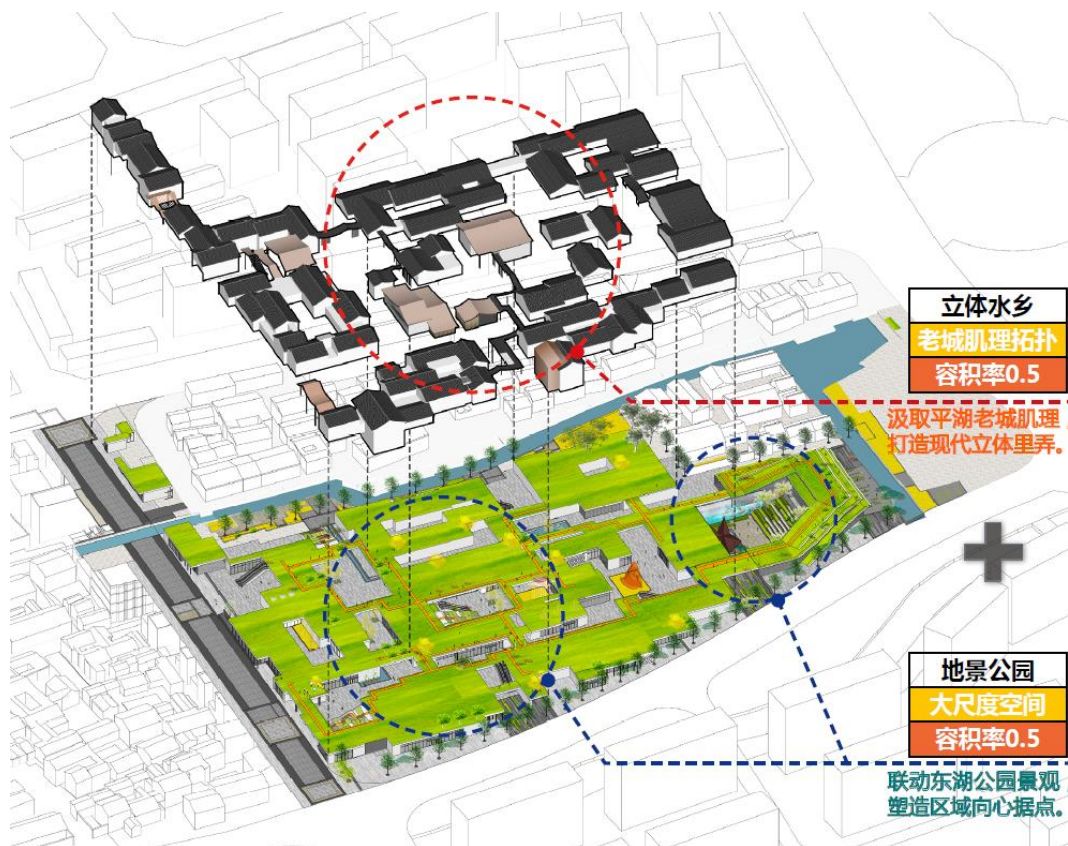 立体水乡
老城肌理拓扑
容积率0.5
汲取平湖老城肌理
打造现代立体里弄。
地景公园
大尺度空间
容积率0.5
联动东湖公园景观
塑造区域向心据点。